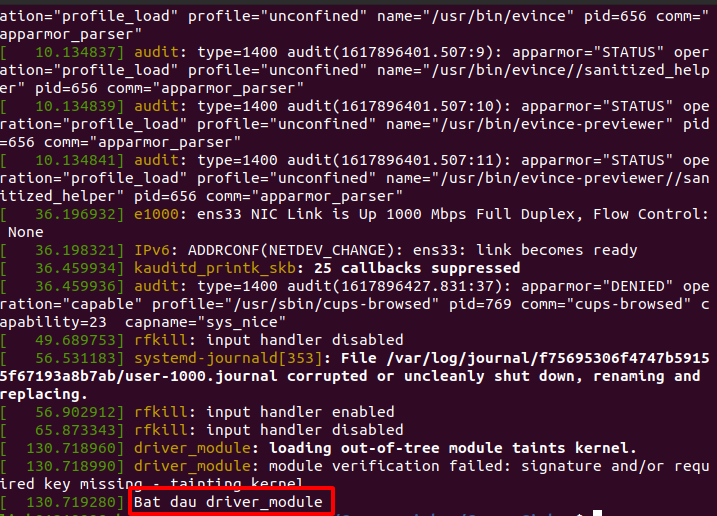 ation="profile_load" profile="unconfined" name="/usr/bin/evince" pid=656 comm="
apparmor_parser"
[   10.134837] audit: type=1400 audit(1617896401.507:9): apparmor="STATUS" oper
ation="profile_load" profile="unconfined" name="/usr/bin/evince//sanitized_help
er" pid=656 comm="apparmor_parser"
[   10.134839] audit: type=1400 audit(1617896401.507:10): apparmor="STATUS" ope
ration="profile_load" profile="unconfined" name="/usr/bin/evince-previewer" pid
=656 comm="apparmor_parser"
[   10.134841] audit: type=1400 audit(1617896401.507:11): apparmor="STATUS" ope
ration="profile_load" profile="unconfined" name="/usr/bin/evince-previewer//san
itized_helper" pid=656 comm="apparmor_parser"
[   36.196932] e1000: ens33 NIC Link is Up 1000 Mbps Full Duplex, Flow Control:
 None
[   36.198321] IPv6: ADDRCONF(NETDEV_CHANGE): ens33: link becomes ready
[   36.459934] kauditd_printk_skb: 25 callbacks suppressed
[   36.459936] audit: type=1400 audit(1617896427.831:37): apparmor="DENIED" ope
ration="capable" profile="/usr/sbin/cups-browsed" pid=769 comm="cups-browsed" c
apability=23  capname="sys_nice"
[   49.689753] rfkill: input handler disabled
[   56.531183] systemd-journald[353]: File /var/log/journal/f75695306f4747b5915
5f67193a8b7ab/user-1000.journal corrupted or uncleanly shut down, renaming and
replacing.
[   56.902912] rfkill: input handler enabled
[   65.873343] rfkill: input handler disabled
[  130.718960] driver_module: loading out-of-tree module taints kernel.
[  130.718990] driver_module: module verification failed: signature and/or requ
ired key missing - tainting kernel
[  130.719280] Bat dau driver_module